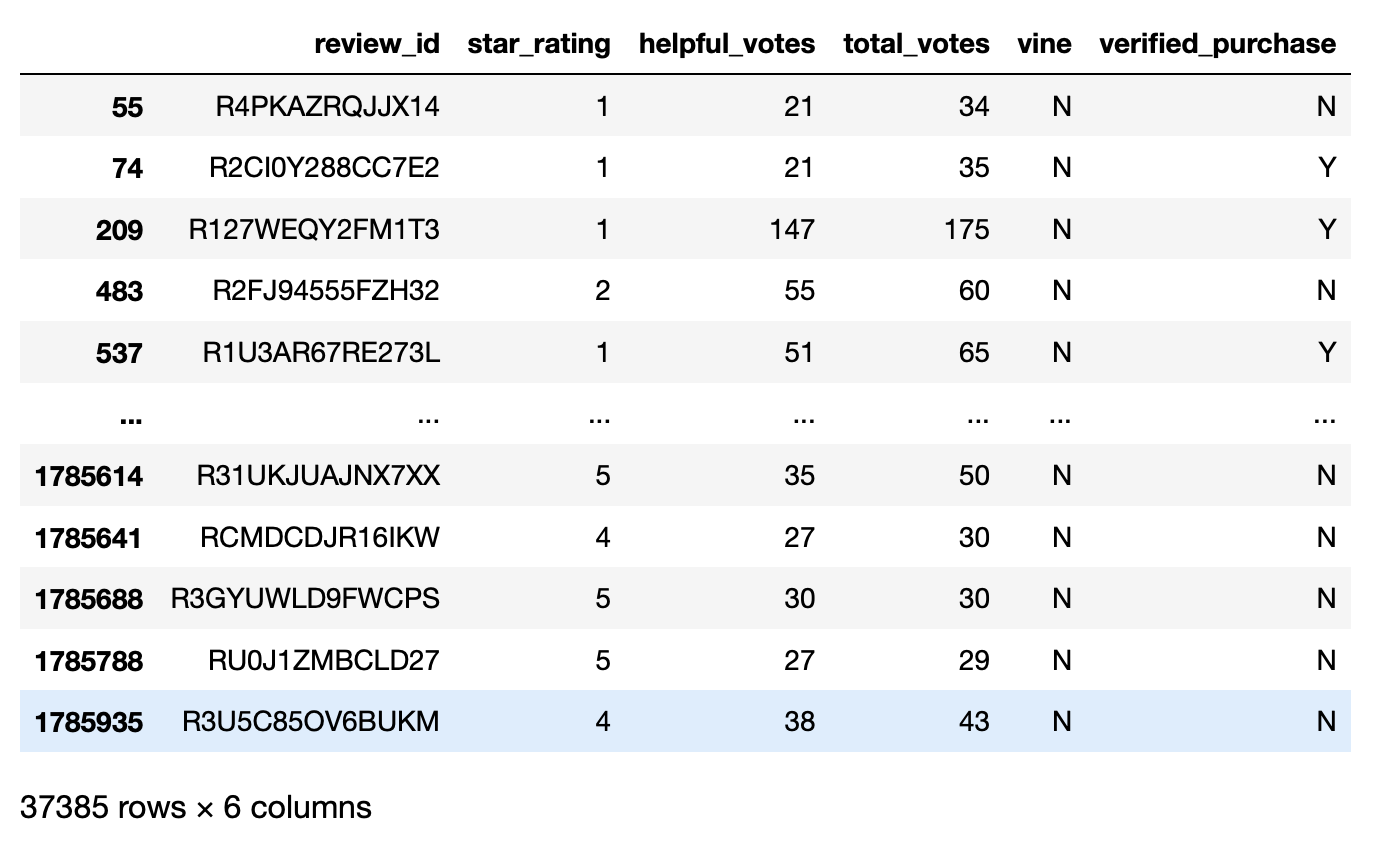 review_id star_rating helpful_votes total_votes vine verified_purchase
55 R4PKAZRQJJX14 1 21 34 N N
74 R2CI0Y288CC7E2 1 21 35 N Y
209 R127WEQY2FM1T3 1 147 175 N Y
483 R2FJ94555FZH32 2 55 60 N N
537 R1U3AR67RE273L 1 51 65 N Y
... ... ... ... ... ... ...
1785614 R31UKJUAJNX7XX 5 35 50 N N
1785641 RCMDCDJR16IKW 4 27 30 N N
1785688 R3GYUWLD9FWCPS 5 30 30 N N
1785788 RU0J1ZMBCLD27 5 27 29 N N
1785935 R3U5C85OV6BUKM 4 38 43 N N
37385 rows × 6 columns